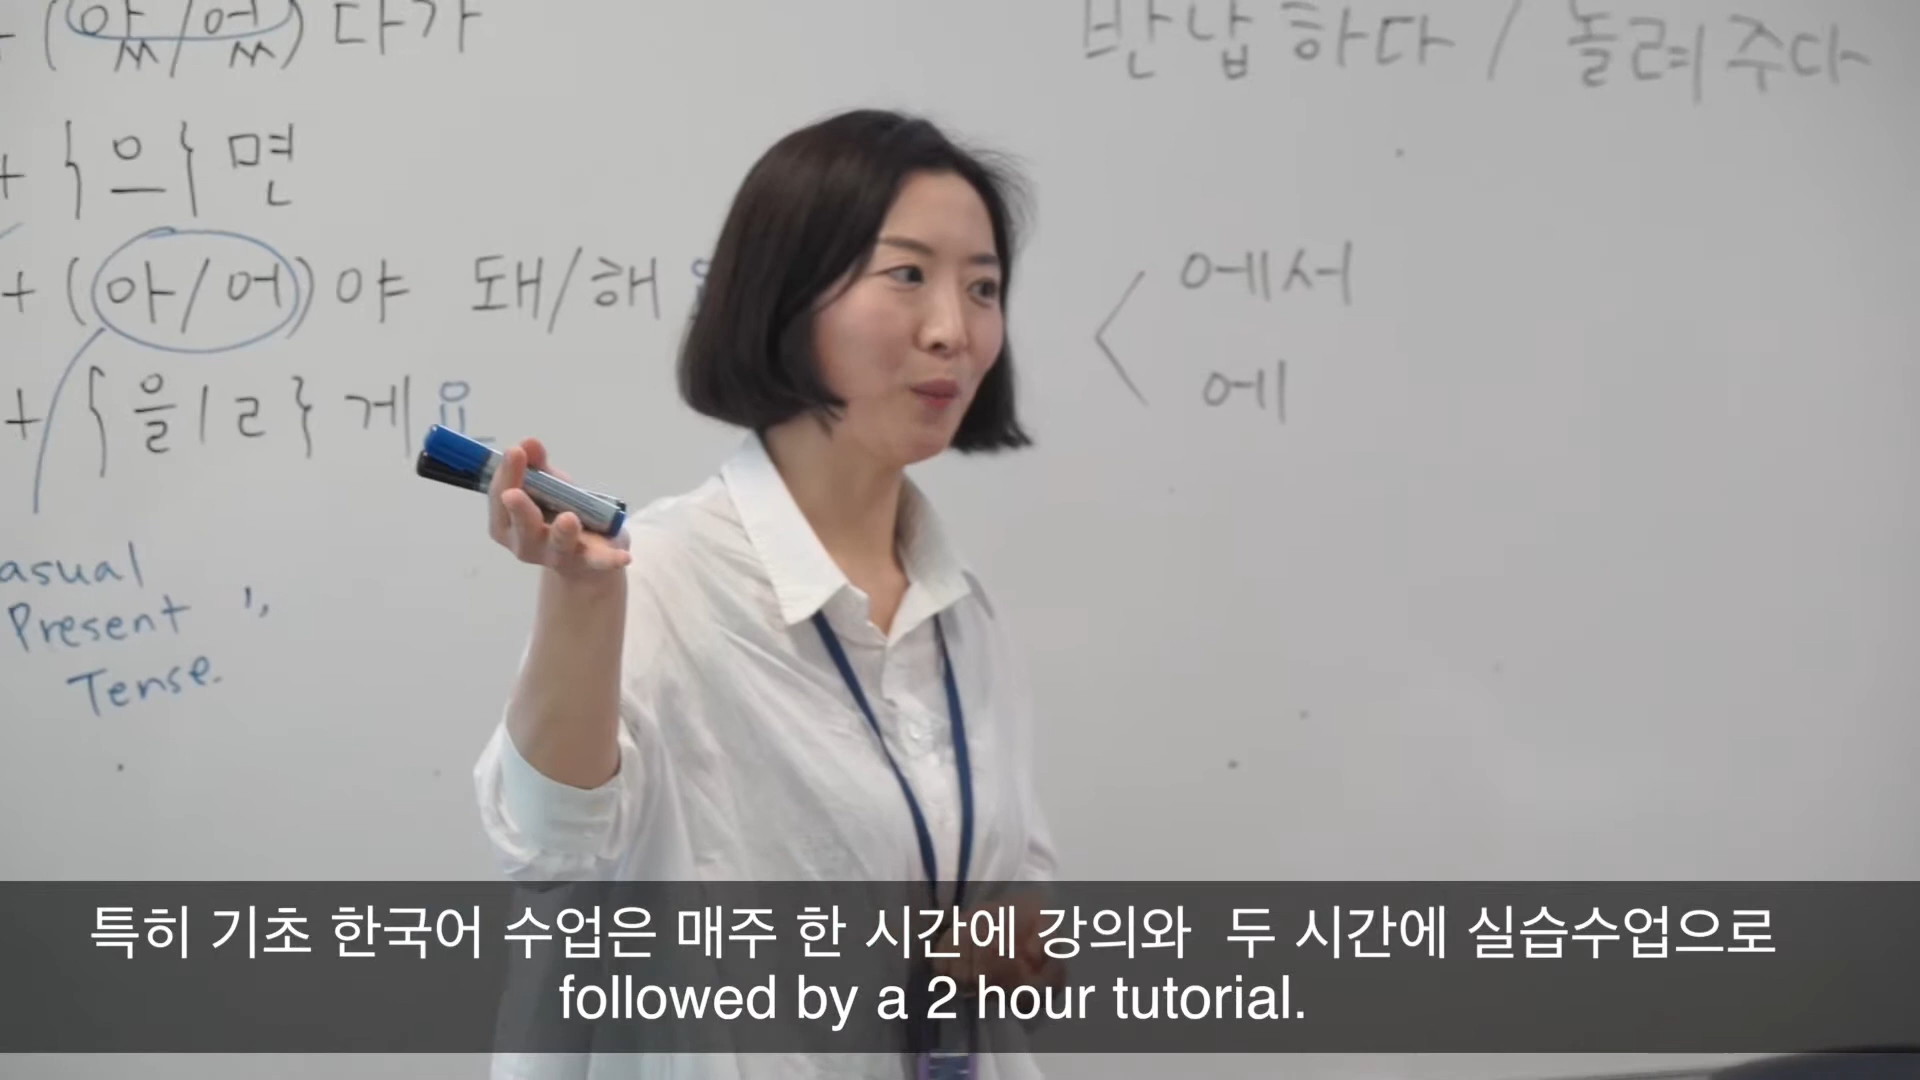 + (았/었) 다가
+ {으} 면
+ (아/어) 야 돼/해
+ {을/ㄹ} 게요
asual
Present
Tense.
반납하다 / 돌려주다
에서
에
특히 기초 한국어 수업은 매주 한 시간에 강의와 두 시간에 실습수업으로
followed by a 2 hour tutorial.